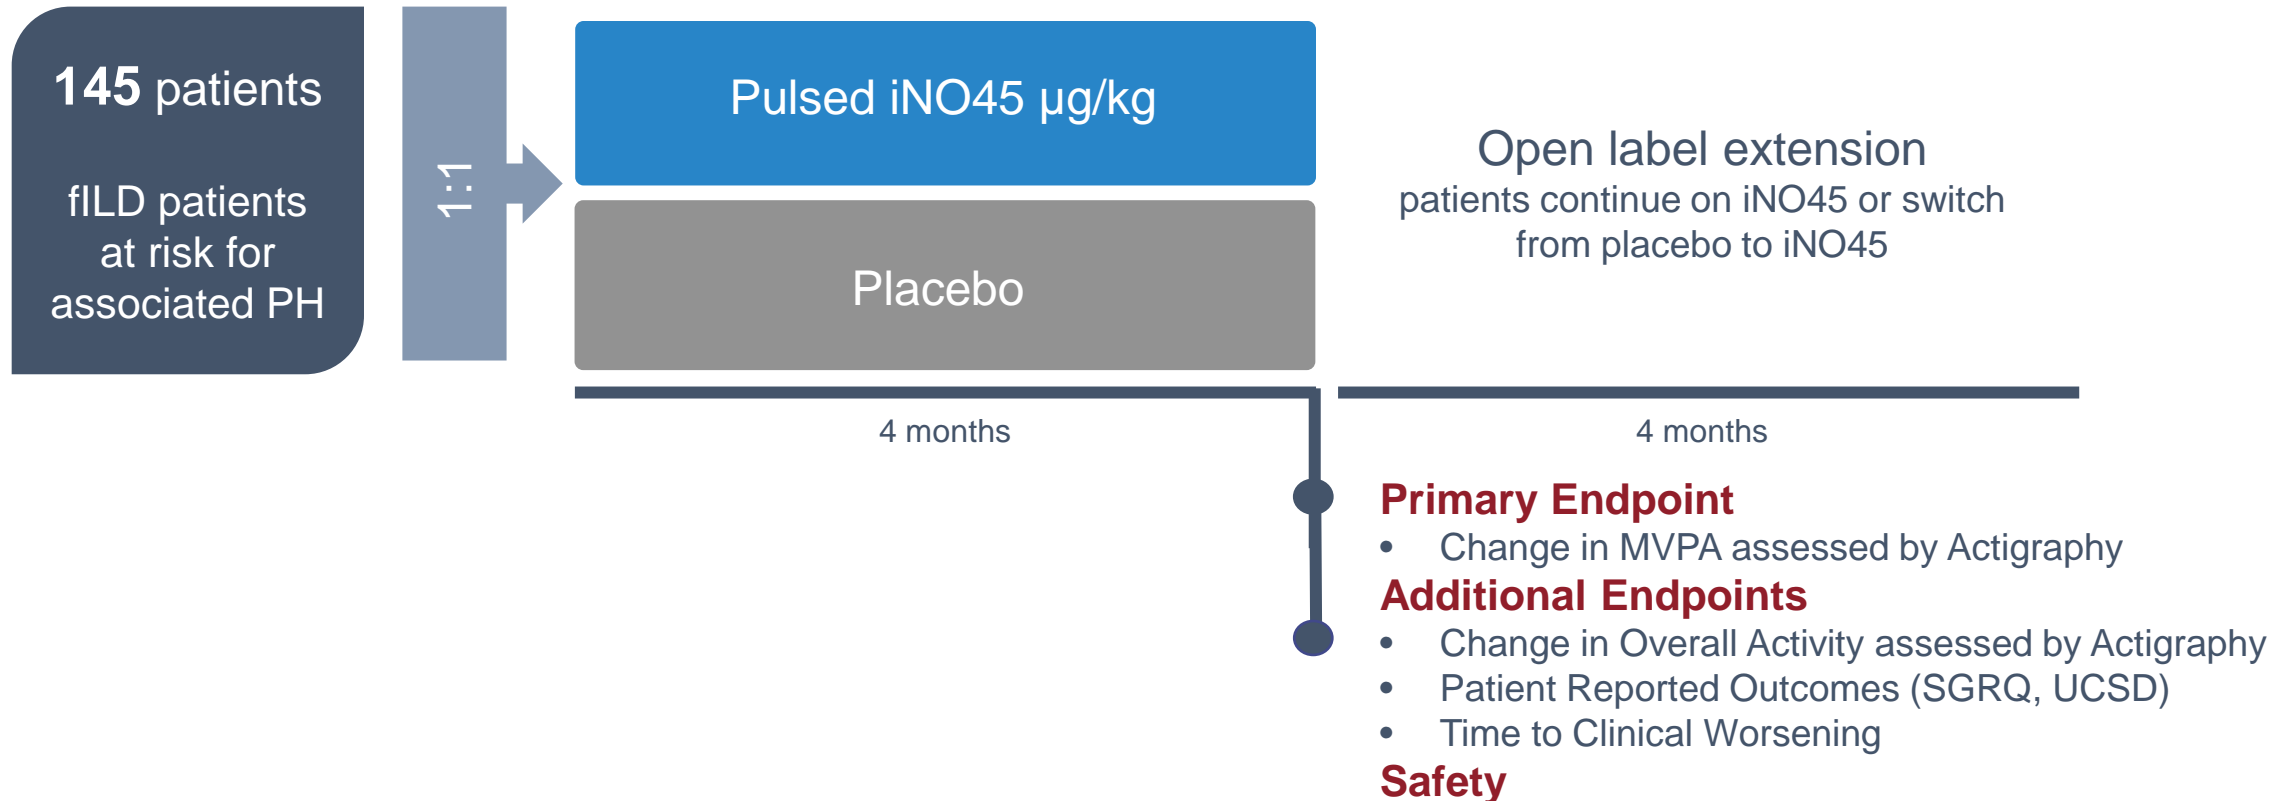 145 patients
fILD patients
at risk for
associated PH
1:1
Pulsed iNO45 µg/kg
Placebo
Open label extension
patients continue on iNO45 or switch
from placebo to iNO45
4 months
4 months
Primary Endpoint
• Change in MVPA assessed by Actigraphy
Additional Endpoints
• Change in Overall Activity assessed by Actigraphy
• Patient Reported Outcomes (SGRQ, UCSD)
• Time to Clinical Worsening
Safety